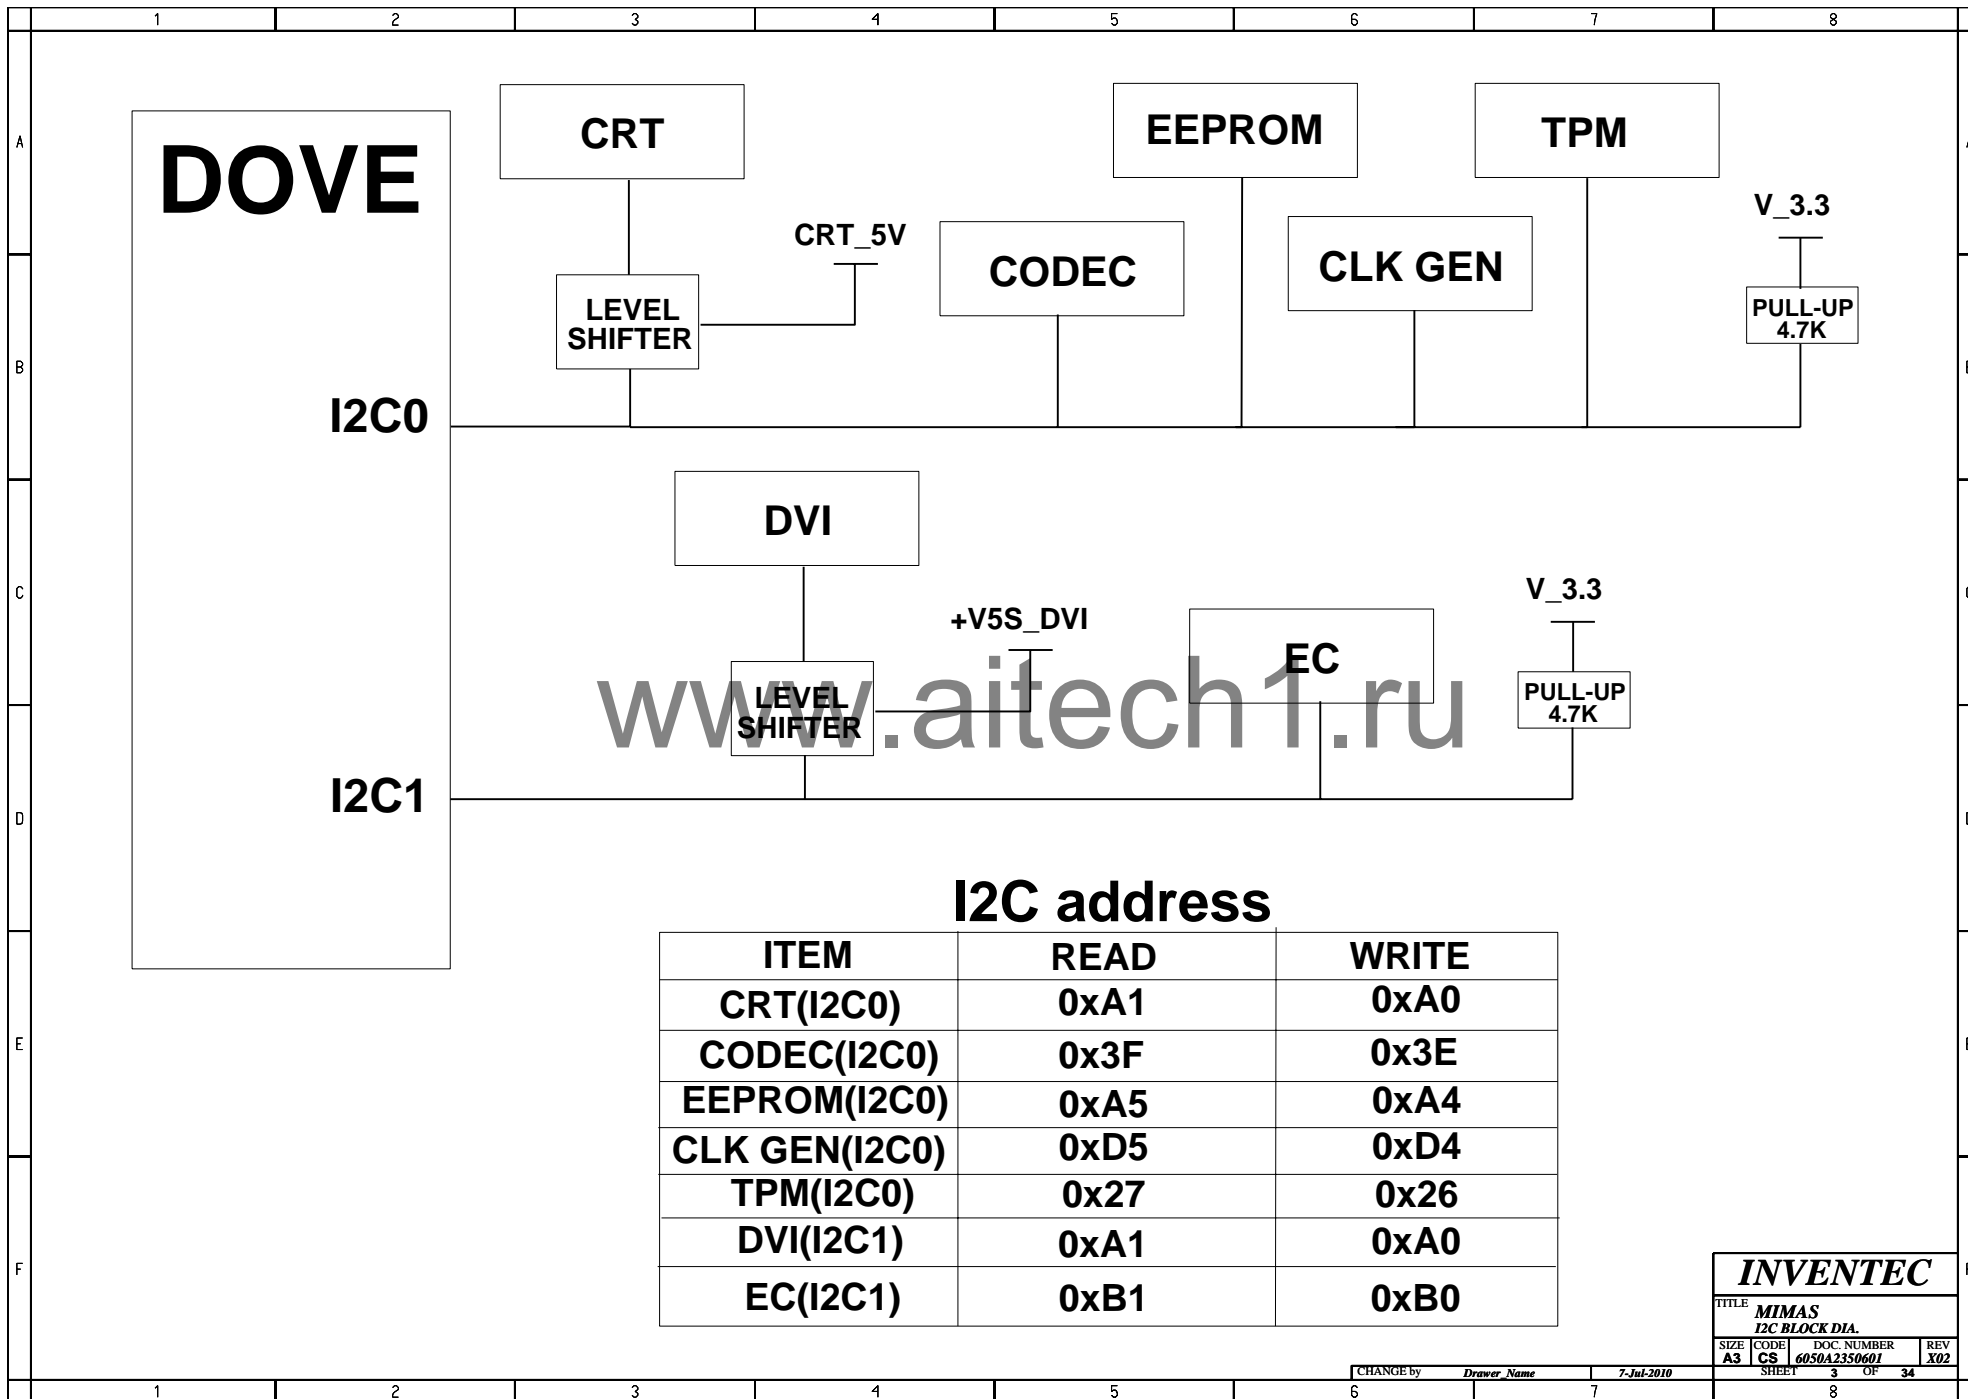 1 2 3 4 5 6 7 8
A
B
C
D
E
F
DOVE
I2C0
I2C1
CRT
LEVEL
SHIFTER
CRT_5V
CODEC
EEPROM
CLK GEN
TPM
V_3.3
PULL-UP
4.7K
DVI
LEVEL
SHIFTER
+V5S_DVI
EC
V_3.3
PULL-UP
4.7K
www.aitech1.ru
I2C address
ITEM READ WRITE
CRT(I2C0) 0xA1 0xA0
CODEC(I2C0) 0x3F 0x3E
EEPROM(I2C0) 0xA5 0xA4
CLK GEN(I2C0) 0xD5 0xD4
TPM(I2C0) 0x27 0x26
DVI(I2C1) 0xA1 0xA0
EC(I2C1) 0xB1 0xB0
INVENTEC
TITLE MIMAS
I2C BLOCK DIA.
SIZE CODE DOC. NUMBER REV
A3 CS 6050A2350601 X02
CHANGE by Drawer_Name 7-Jul-2010 SHEET 3 OF 34
1 2 3 4 5 6 7 8